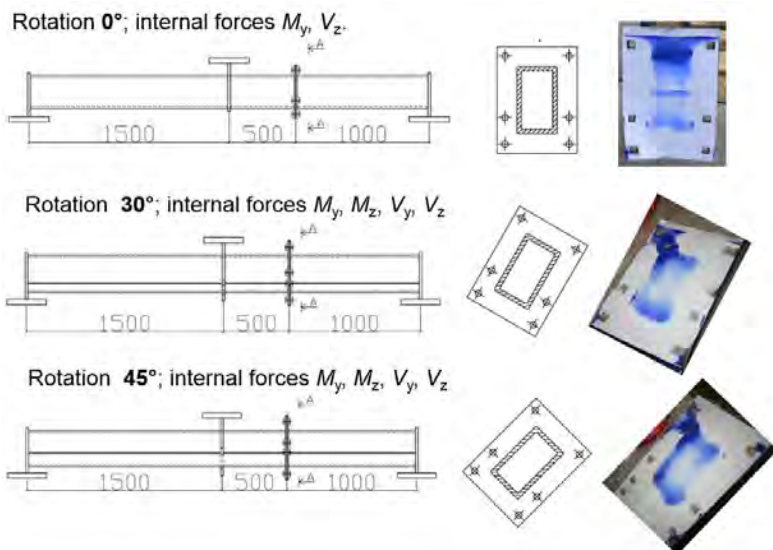 Rotation 0°; internal forces My, Vz.
A
A
1500 500 1000
Rotation 30°; internal forces My, Mz, Vy, Vz
A
A
1500 500 1000
Rotation 45°; internal forces My, Mz, Vy, Vz
A
A
1500 500 1000